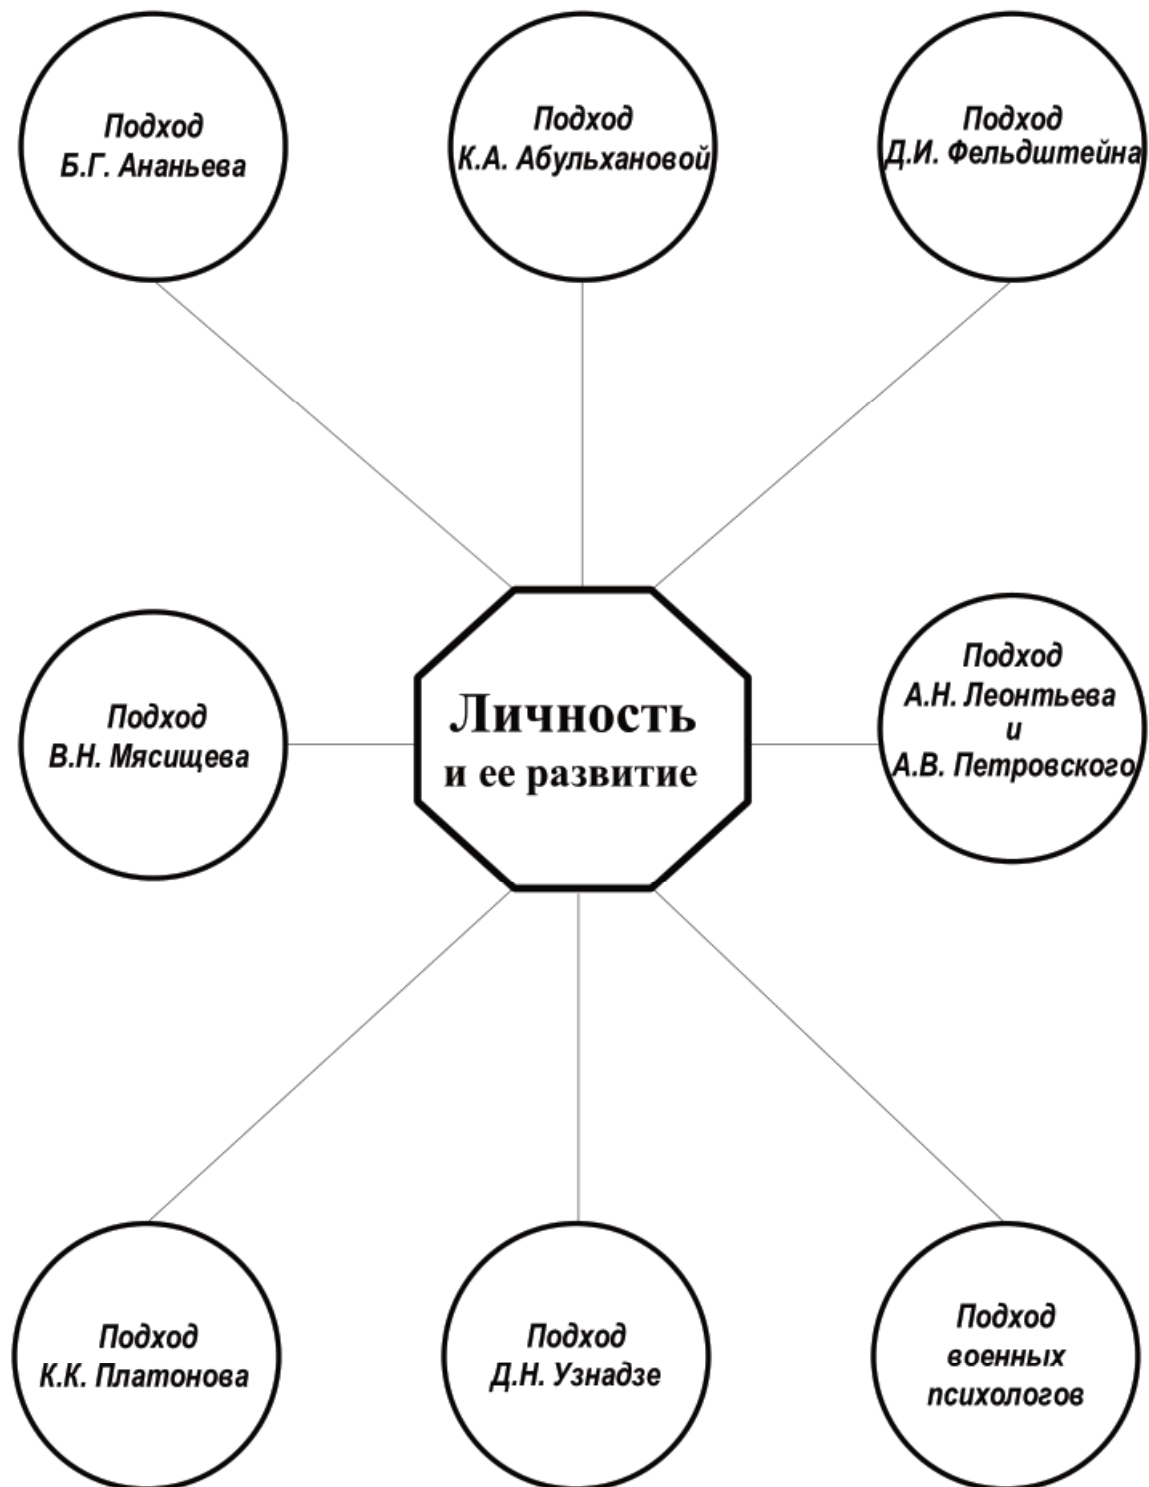 Подход
Б.Г. Ананьева
Подход
К.А. Абульхановой
Подход
Д.И. Фельдштейна
Подход
В.Н. Мясищева
Личность
и ее развитие
Подход
А.Н. Леонтьева
и
А.В. Петровского
Подход
К.К. Платонова
Подход
Д.Н. Узнадзе
Подход
военных
психологов